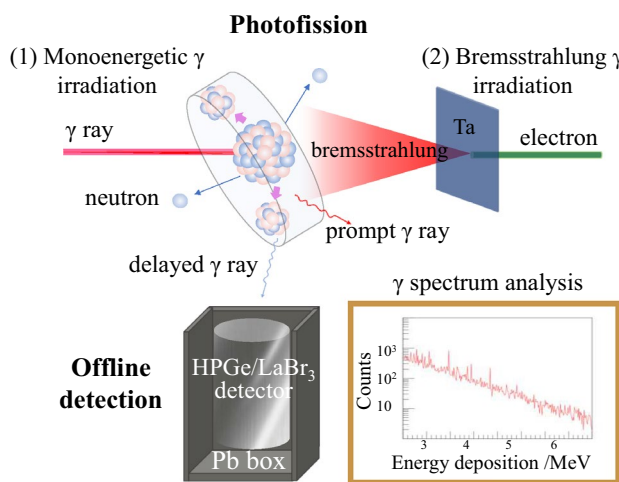 Photofission
(1) Monoenergetic γ
irradiation
(2) Bremsstrahlung γ
irradiation
γ ray
Ta
bremsstrahlung
electron
neutron
prompt γ ray
delayed γ ray
γ spectrum analysis
Offline
detection
HPGe/LaBr₃
detector
Pb box
Counts
10³
10²
10
3 4 5 6
Energy deposition /MeV